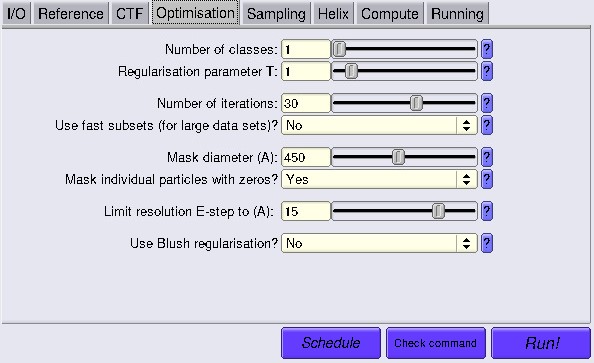 I/O Reference CTF Optimisation Sampling Helix Compute Running
Number of classes: 1 ?
Regularisation parameter T: 1 ?
Number of iterations: 30 ?
Use fast subsets (for large data sets)? No ?
Mask diameter (A): 450 ?
Mask individual particles with zeros? Yes ?
Limit resolution E-step to (A): 15 ?
Use Blush regularisation? No ?
Schedule Check command Run!